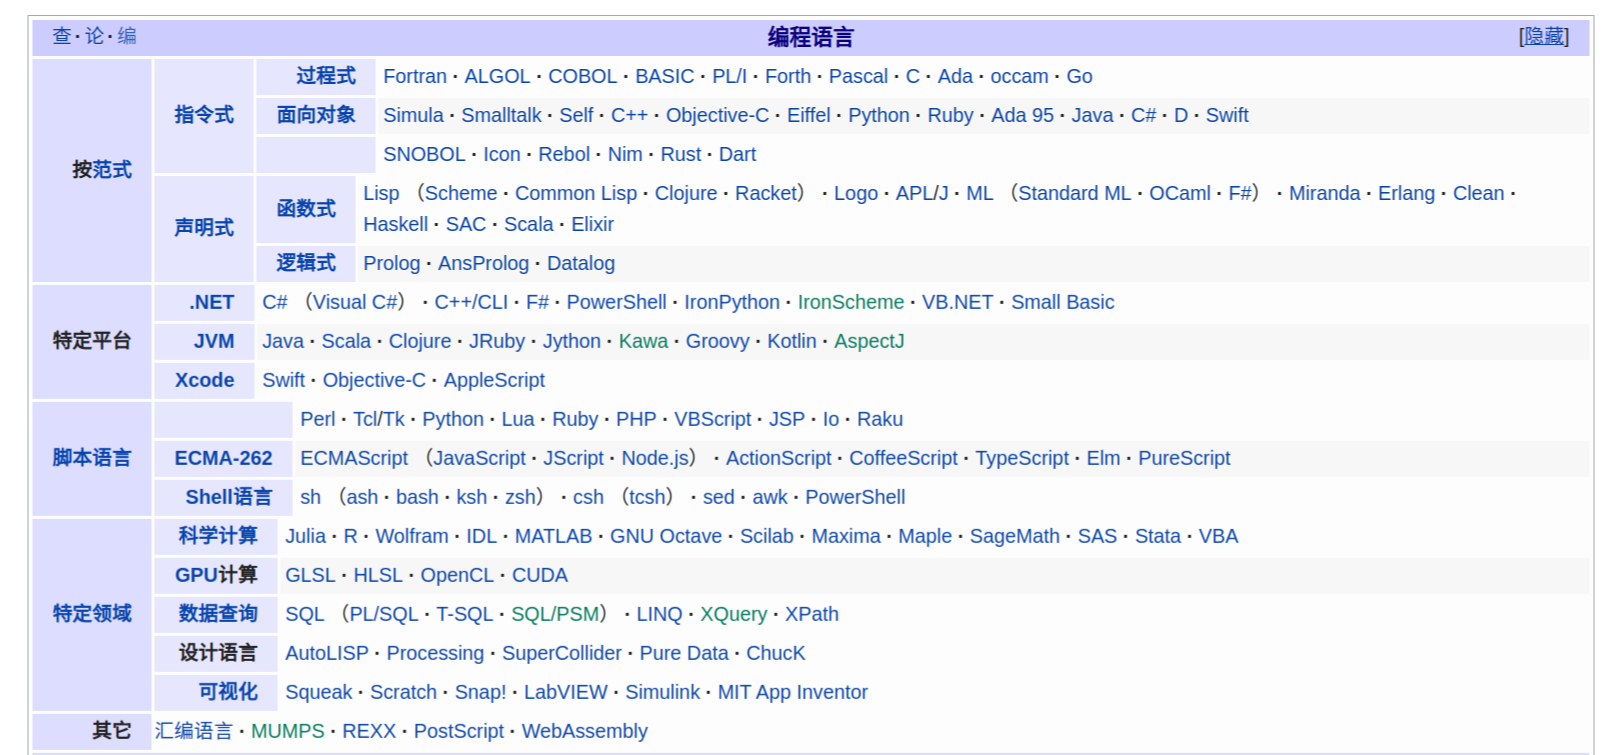 查·论·编 编程语言 [隐藏]
按范式 指令式 过程式 Fortran · ALGOL · COBOL · BASIC · PL/I · Forth · Pascal · C · Ada · occam · Go
面向对象 Simula · Smalltalk · Self · C++ · Objective-C · Eiffel · Python · Ruby · Ada 95 · Java · C# · D · Swift
SNOBOL · Icon · Rebol · Nim · Rust · Dart
声明式 函数式 Lisp （Scheme · Common Lisp · Clojure · Racket） · Logo · APL/J · ML （Standard ML · OCaml · F#） · Miranda · Erlang · Clean ·
Haskell · SAC · Scala · Elixir
逻辑式 Prolog · AnsProlog · Datalog
特定平台 .NET C# （Visual C#） · C++/CLI · F# · PowerShell · IronPython · IronScheme · VB.NET · Small Basic
JVM Java · Scala · Clojure · JRuby · Jython · Kawa · Groovy · Kotlin · AspectJ
Xcode Swift · Objective-C · AppleScript
脚本语言 Perl · Tcl/Tk · Python · Lua · Ruby · PHP · VBScript · JSP · Io · Raku
ECMA-262 ECMAScript （JavaScript · JScript · Node.js） · ActionScript · CoffeeScript · TypeScript · Elm · PureScript
Shell语言 sh （ash · bash · ksh · zsh） · csh （tcsh） · sed · awk · PowerShell
特定领域 科学计算 Julia · R · Wolfram · IDL · MATLAB · GNU Octave · Scilab · Maxima · Maple · SageMath · SAS · Stata · VBA
GPU计算 GLSL · HLSL · OpenCL · CUDA
数据查询 SQL （PL/SQL · T-SQL · SQL/PSM） · LINQ · XQuery · XPath
设计语言 AutoLISP · Processing · SuperCollider · Pure Data · ChucK
可视化 Squeak · Scratch · Snap! · LabVIEW · Simulink · MIT App Inventor
其它 汇编语言 · MUMPS · REXX · PostScript · WebAssembly